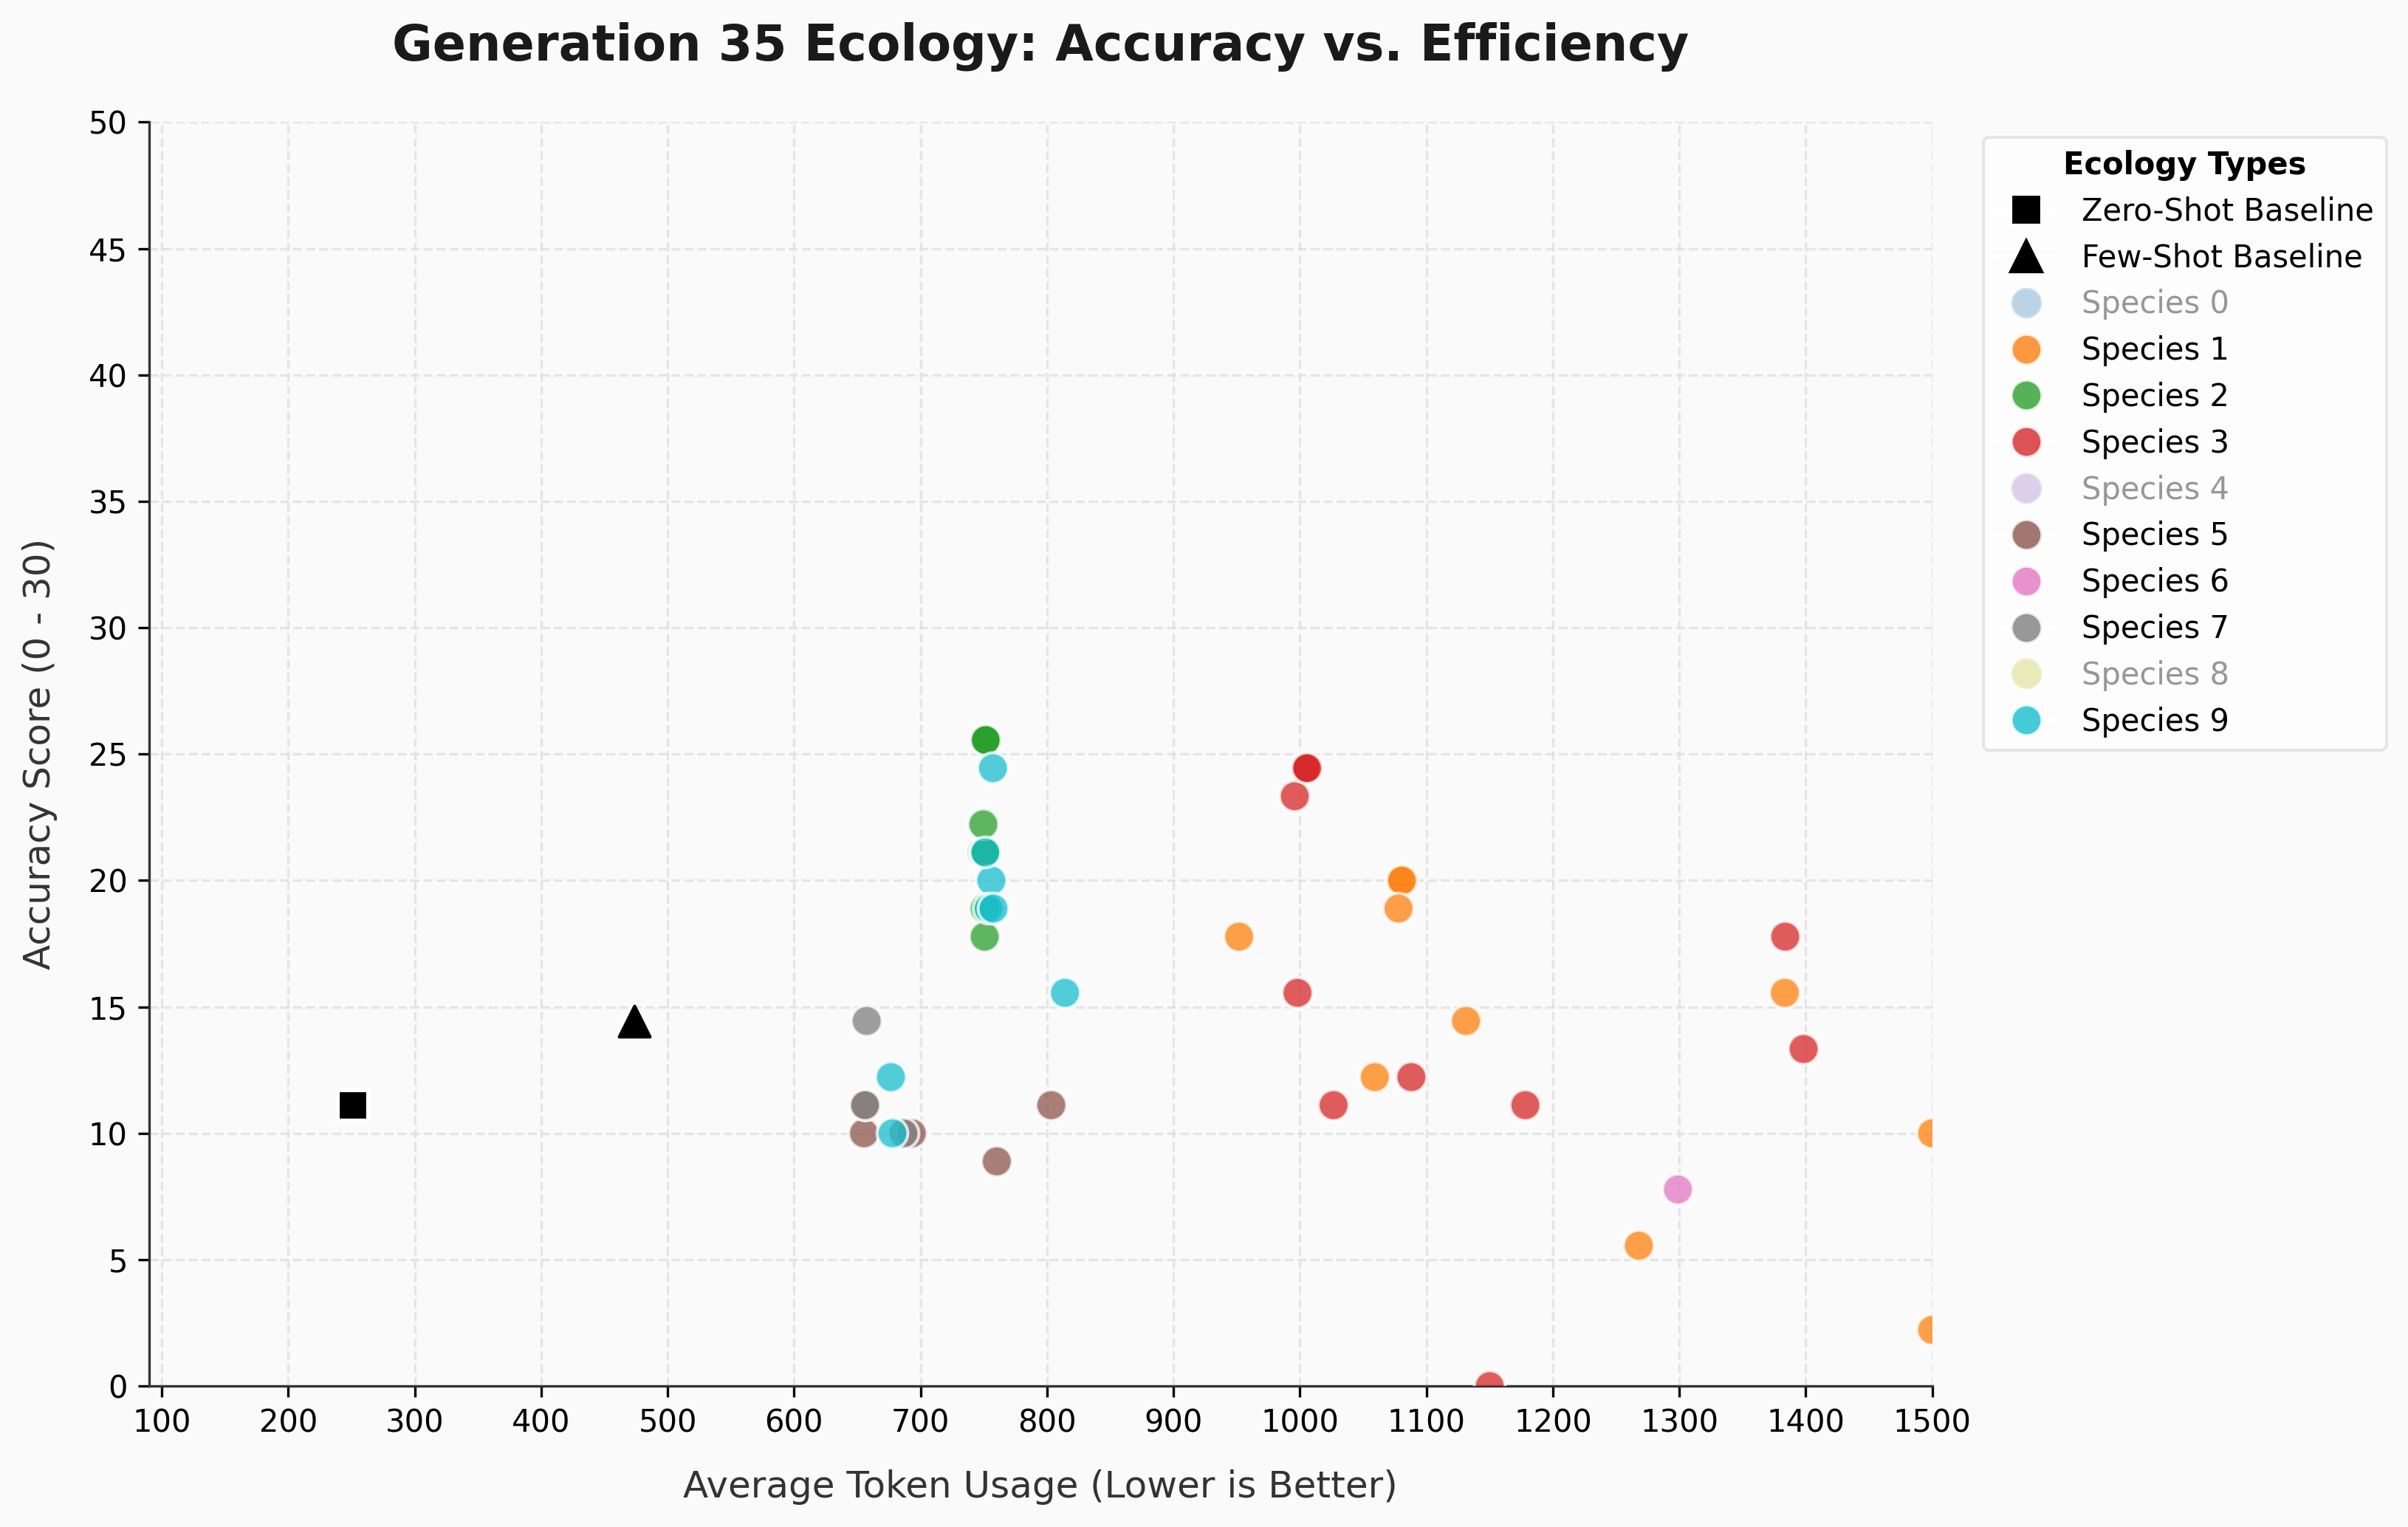 Generation 35 Ecology: Accuracy vs. Efficiency
50
45
40
35
30
25
20
15
10
5
0
Accuracy Score (0 - 30)
100 200 300 400 500 600 700 800 900 1000 1100 1200 1300 1400 1500
Average Token Usage (Lower is Better)
Ecology Types
Zero-Shot Baseline
Few-Shot Baseline
Species 0
Species 1
Species 2
Species 3
Species 4
Species 5
Species 6
Species 7
Species 8
Species 9